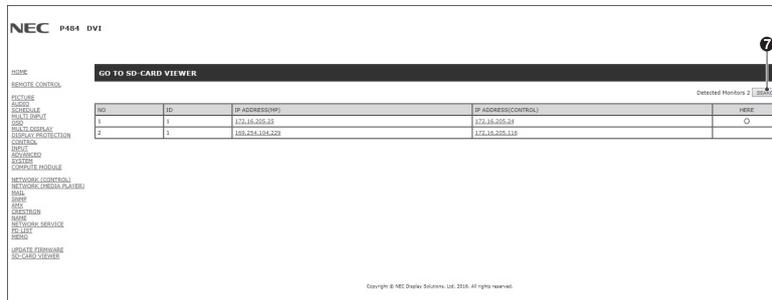 NEC P484 DVI
7
HOME
REMOTE CONTROL
PICTURE
AUDIO
SCHEDULE
MULTI INPUT
OSD
MULTI DISPLAY
DISPLAY PROTECTION
CONTROL
INPUT
ADVANCED
SYSTEM
COMPUTE MODULE
NETWORK (CONTROL)
NETWORK (MEDIA PLAYER)
MAIL
SNMP
AMX
CRESTRON
NAME
NETWORK SERVICE
PD LIST
MEMO
UPDATE FIRMWARE
SD-CARD VIEWER
GO TO SD-CARD VIEWER
Detected Monitors 2
NO ID IP ADDRESS(MP) IP ADDRESS(CONTROL) HERE
1 1 172.16.205.25 172.16.205.24 O
2 1 169.254.104.229 172.16.205.116
Copyright © NEC Display Solutions. Ltd. 2016. All rights reserved.